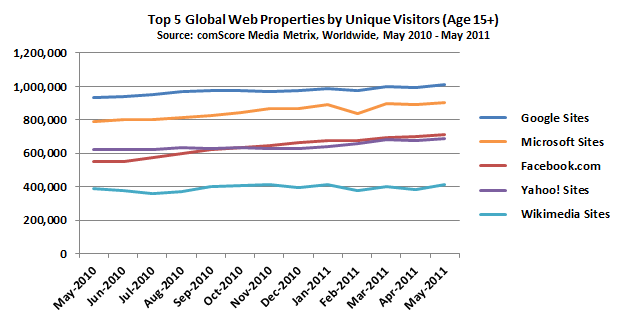 Top 5 Global Web Properties by Unique Visitors (Age 15+)
Source: comScore Media Metrix, Worldwide, May 2010 - May 2011
1,200,000
1,000,000
800,000
600,000
400,000
200,000
0
Google Sites
Microsoft Sites
Facebook.com
Yahoo! Sites
Wikimedia Sites
May-2010
Jun-2010
Jul-2010
Aug-2010
Sep-2010
Oct-2010
Nov-2010
Dec-2010
Jan-2011
Feb-2011
Mar-2011
Apr-2011
May-2011